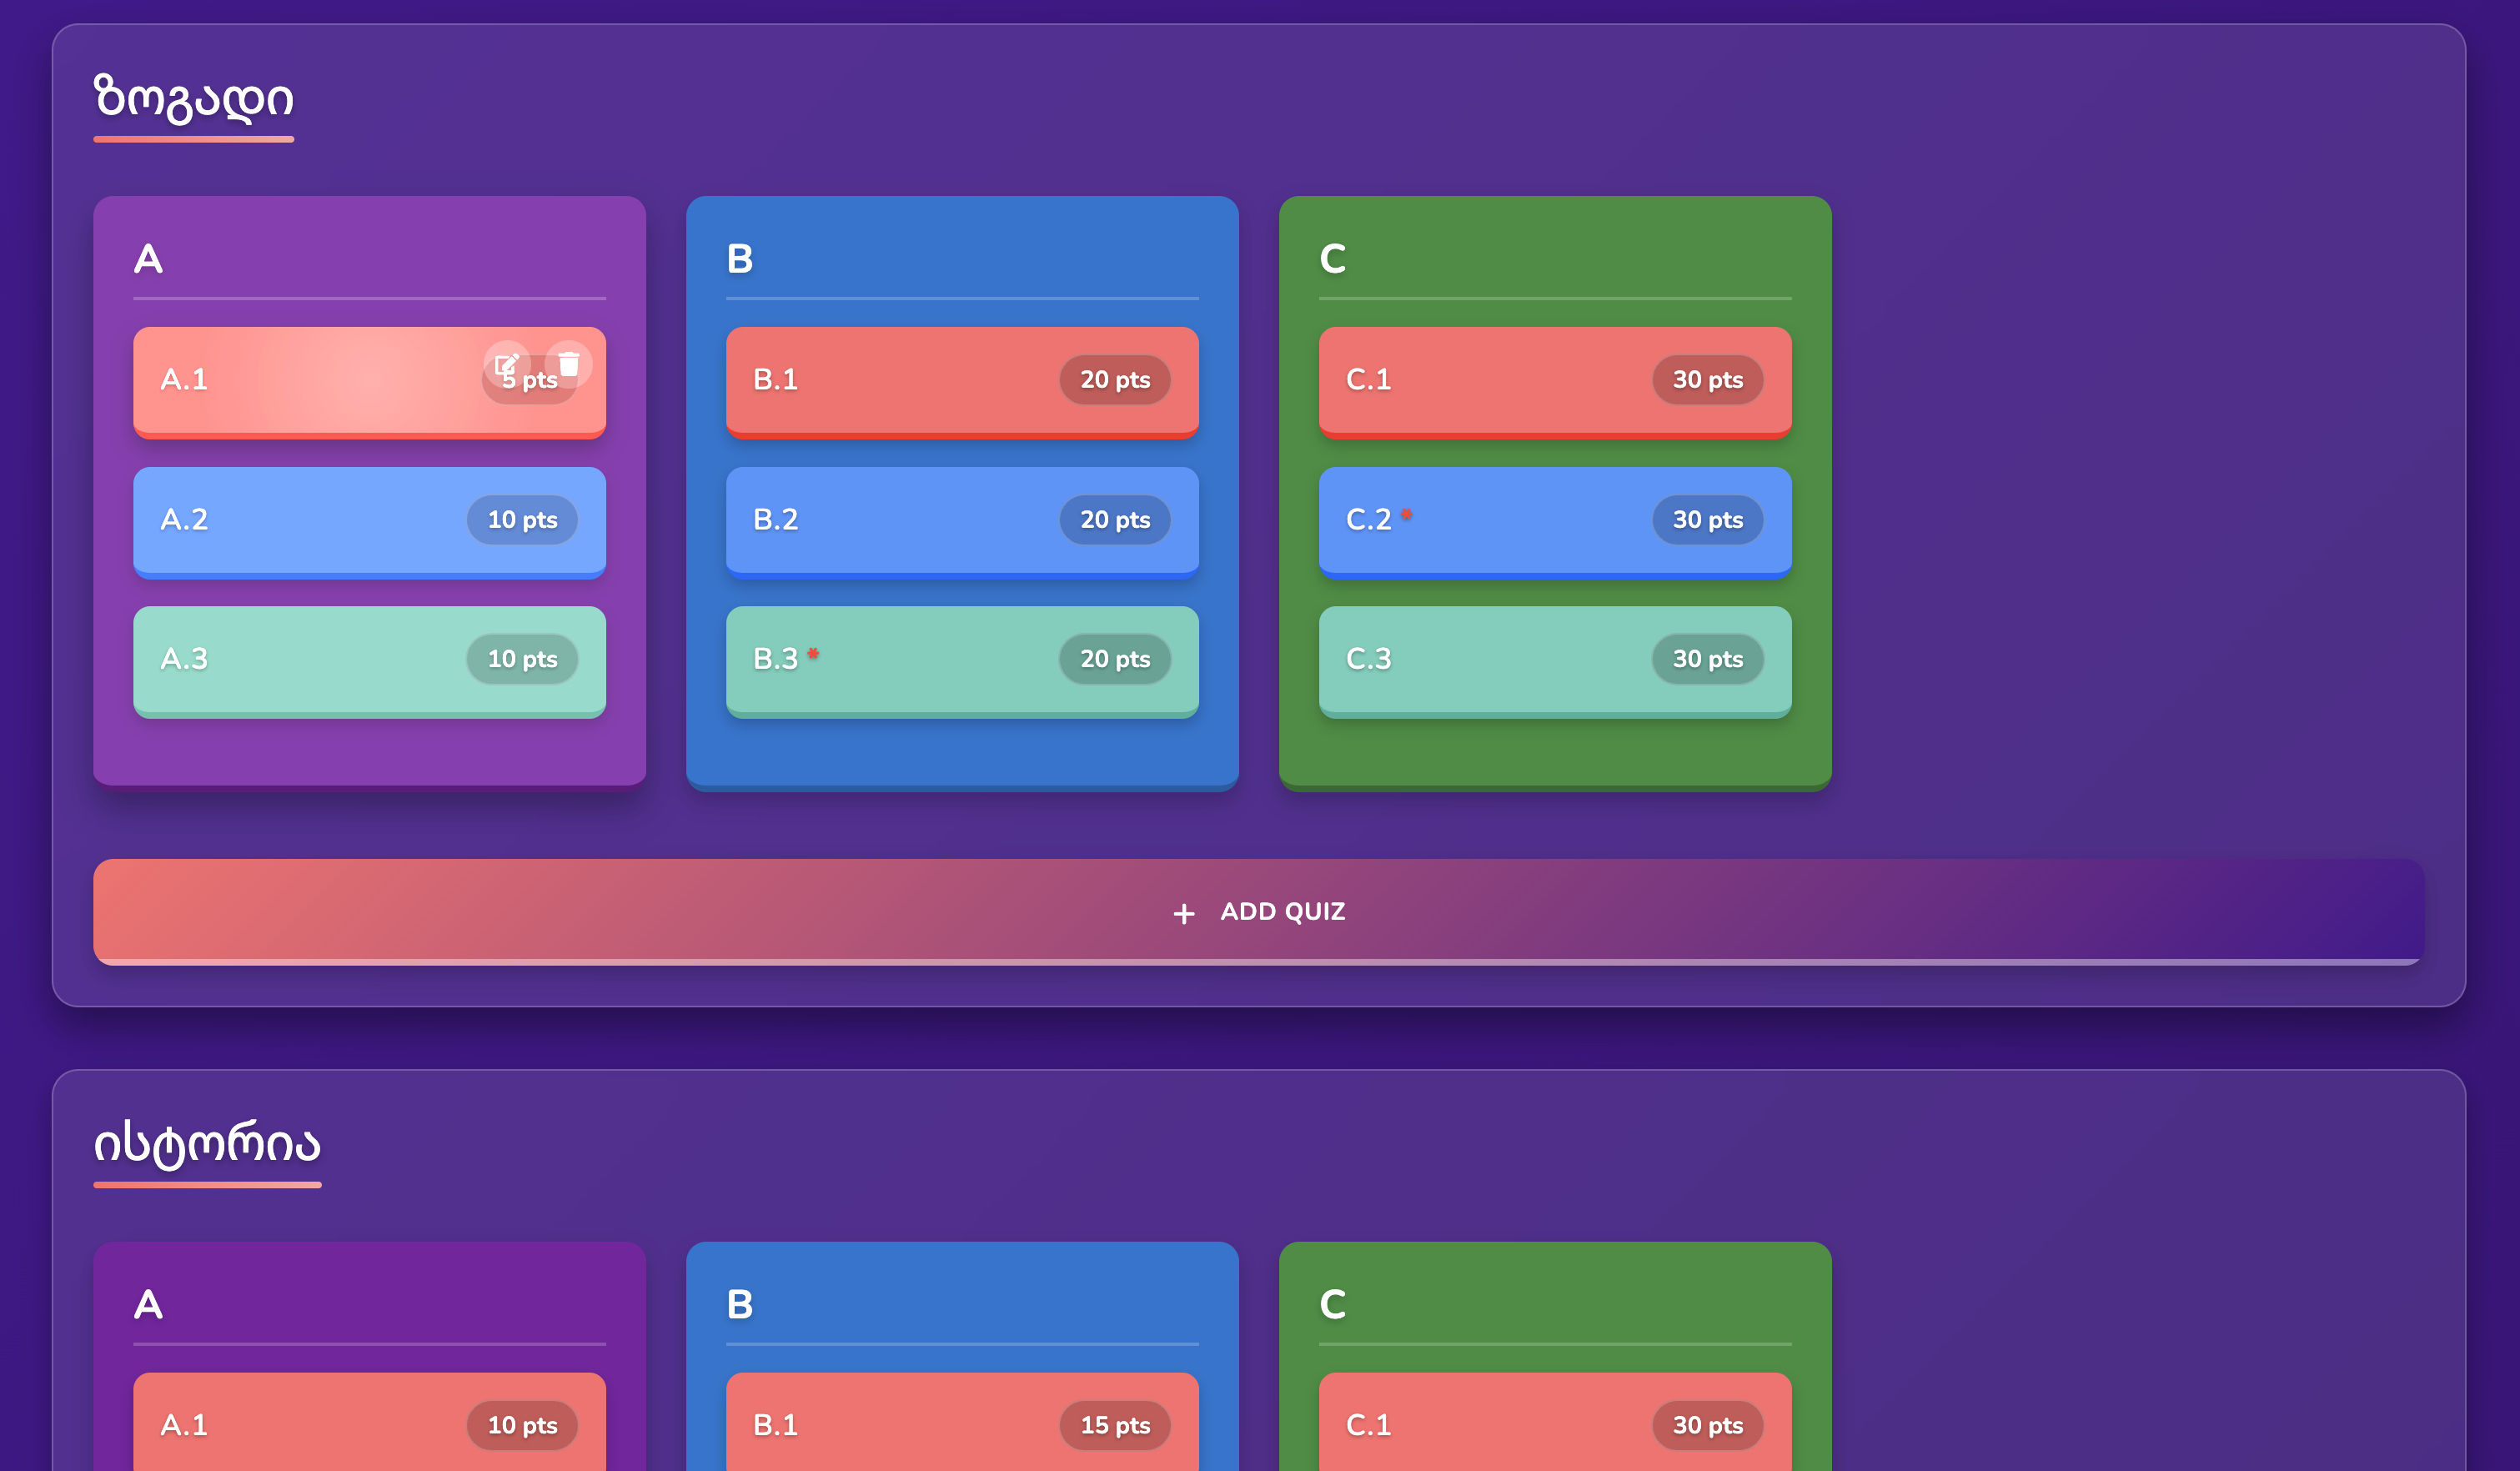 ზოგადი
A
A.1 5 pts
A.2 10 pts
A.3 10 pts
B
B.1 20 pts
B.2 20 pts
B.3 * 20 pts
C
C.1 30 pts
C.2 * 30 pts
C.3 30 pts
+ ADD QUIZ
ისტორია
A
A.1 10 pts
B
B.1 15 pts
C
C.1 30 pts